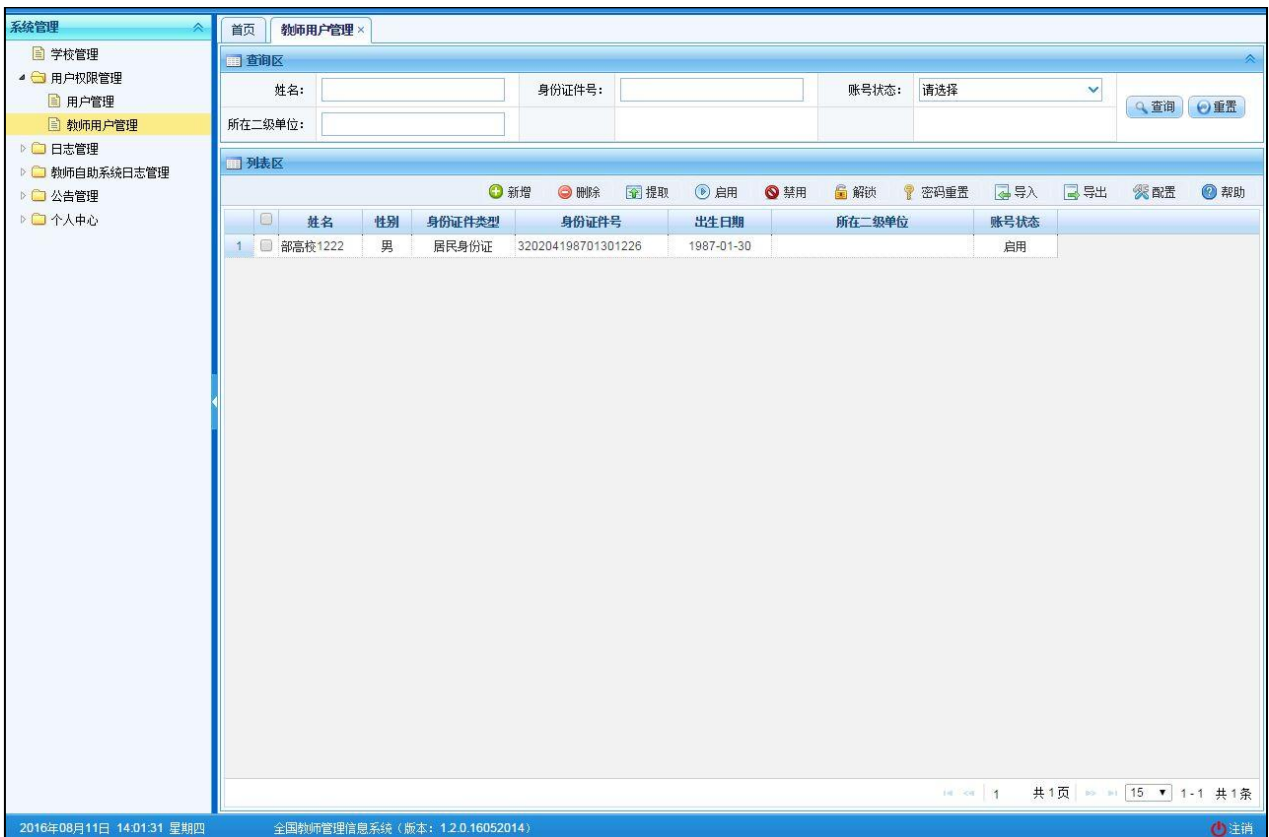 系统管理
学校管理
用户权限管理
用户管理
教师用户管理
日志管理
教师自助系统日志管理
公告管理
个人中心
首页 教师用户管理 ×
查询区
姓名： 身份证件号： 账号状态： 请选择 查询 重置
所在二级单位：
列表区
新增 删除 提取 启用 禁用 解锁 密码重置 导入 导出 配置 帮助
姓名 性别 身份证件类型 身份证件号 出生日期 所在二级单位 账号状态
1 部高校1222 男 居民身份证 320204198701301226 1987-01-30 启用
1 共1页 15 1-1 共1条
2016年08月11日 14:01:31 星期四 全国教师管理信息系统（版本：1.2.0.16052014） 注销